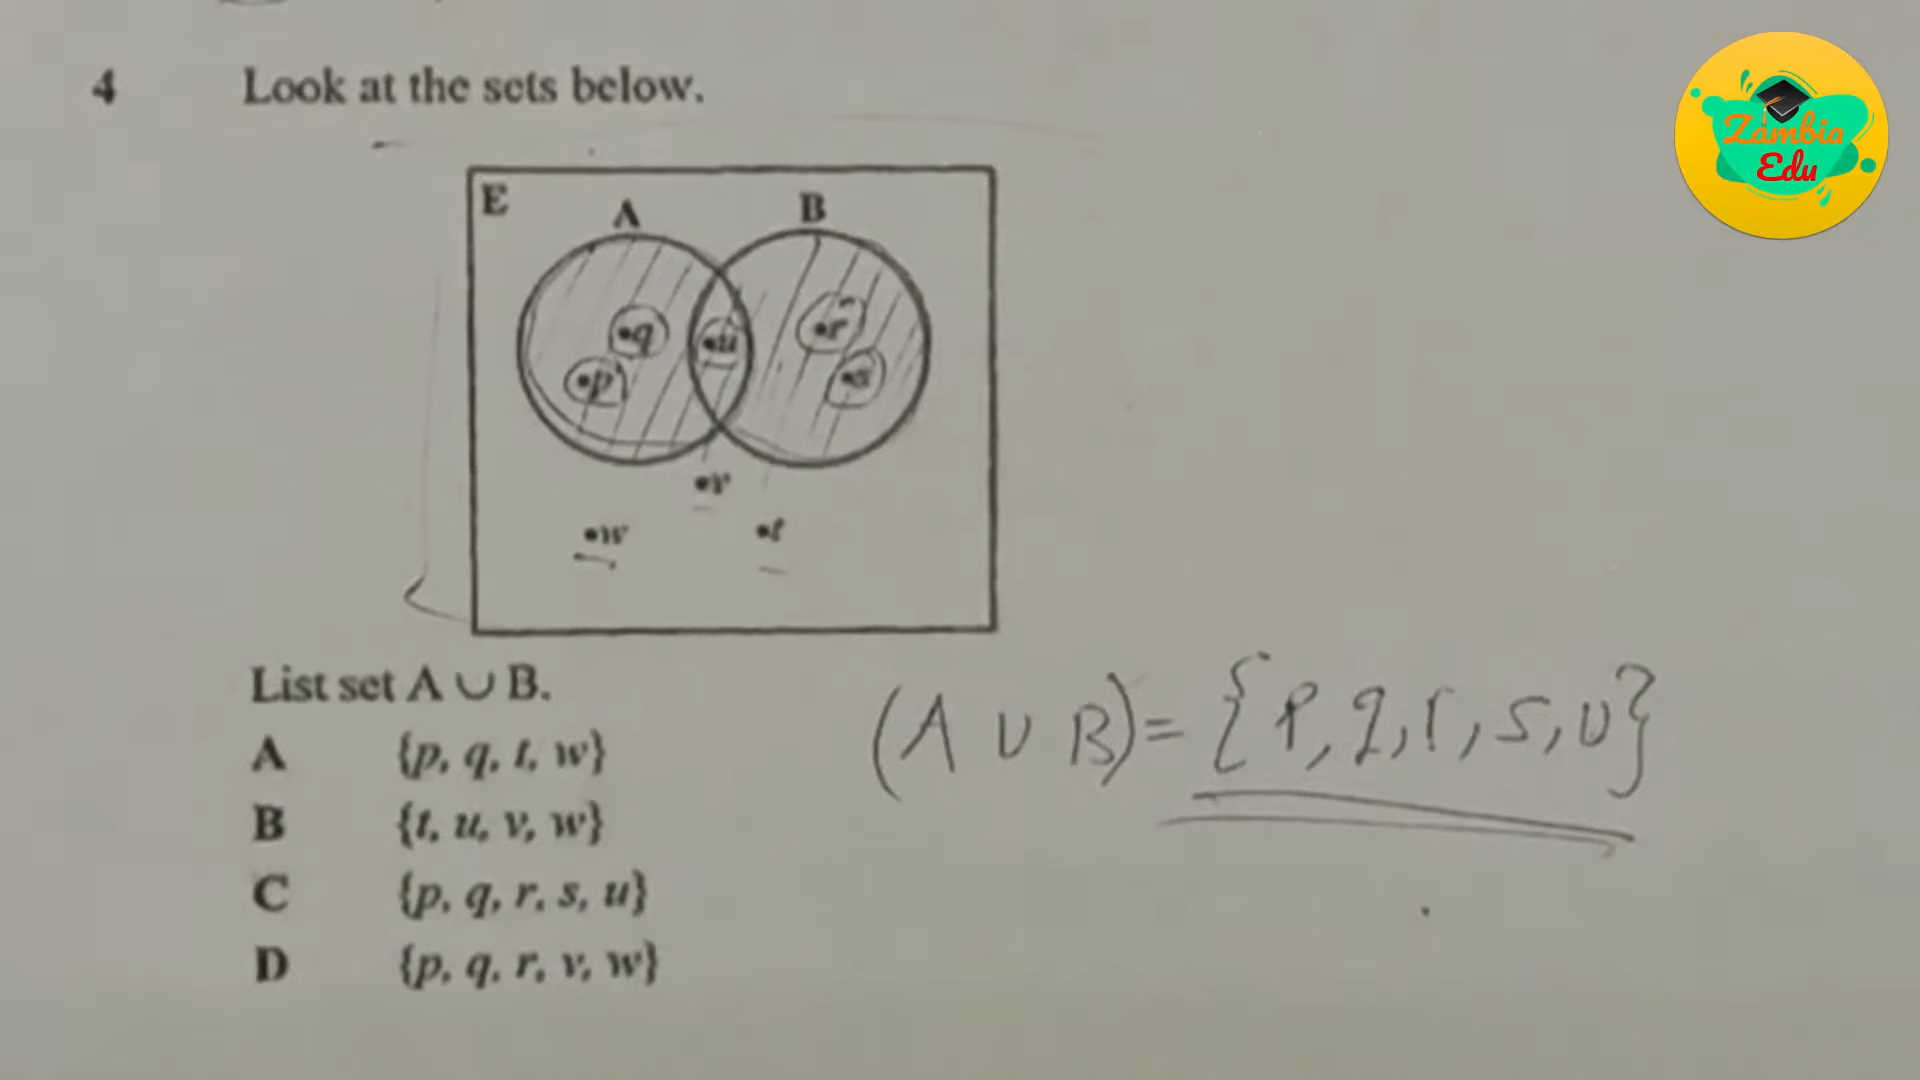 4 Look at the sets below.
Zambia
Edu
E
A B
•q •u •r
•p •s
•v
•w •t
List set A ∪ B.
(A ∪ B) = {P, q, r, s, u}
A {p, q, t, w}
B {t, u, v, w}
C {p, q, r, s, u}
D {p, q, r, v, w}